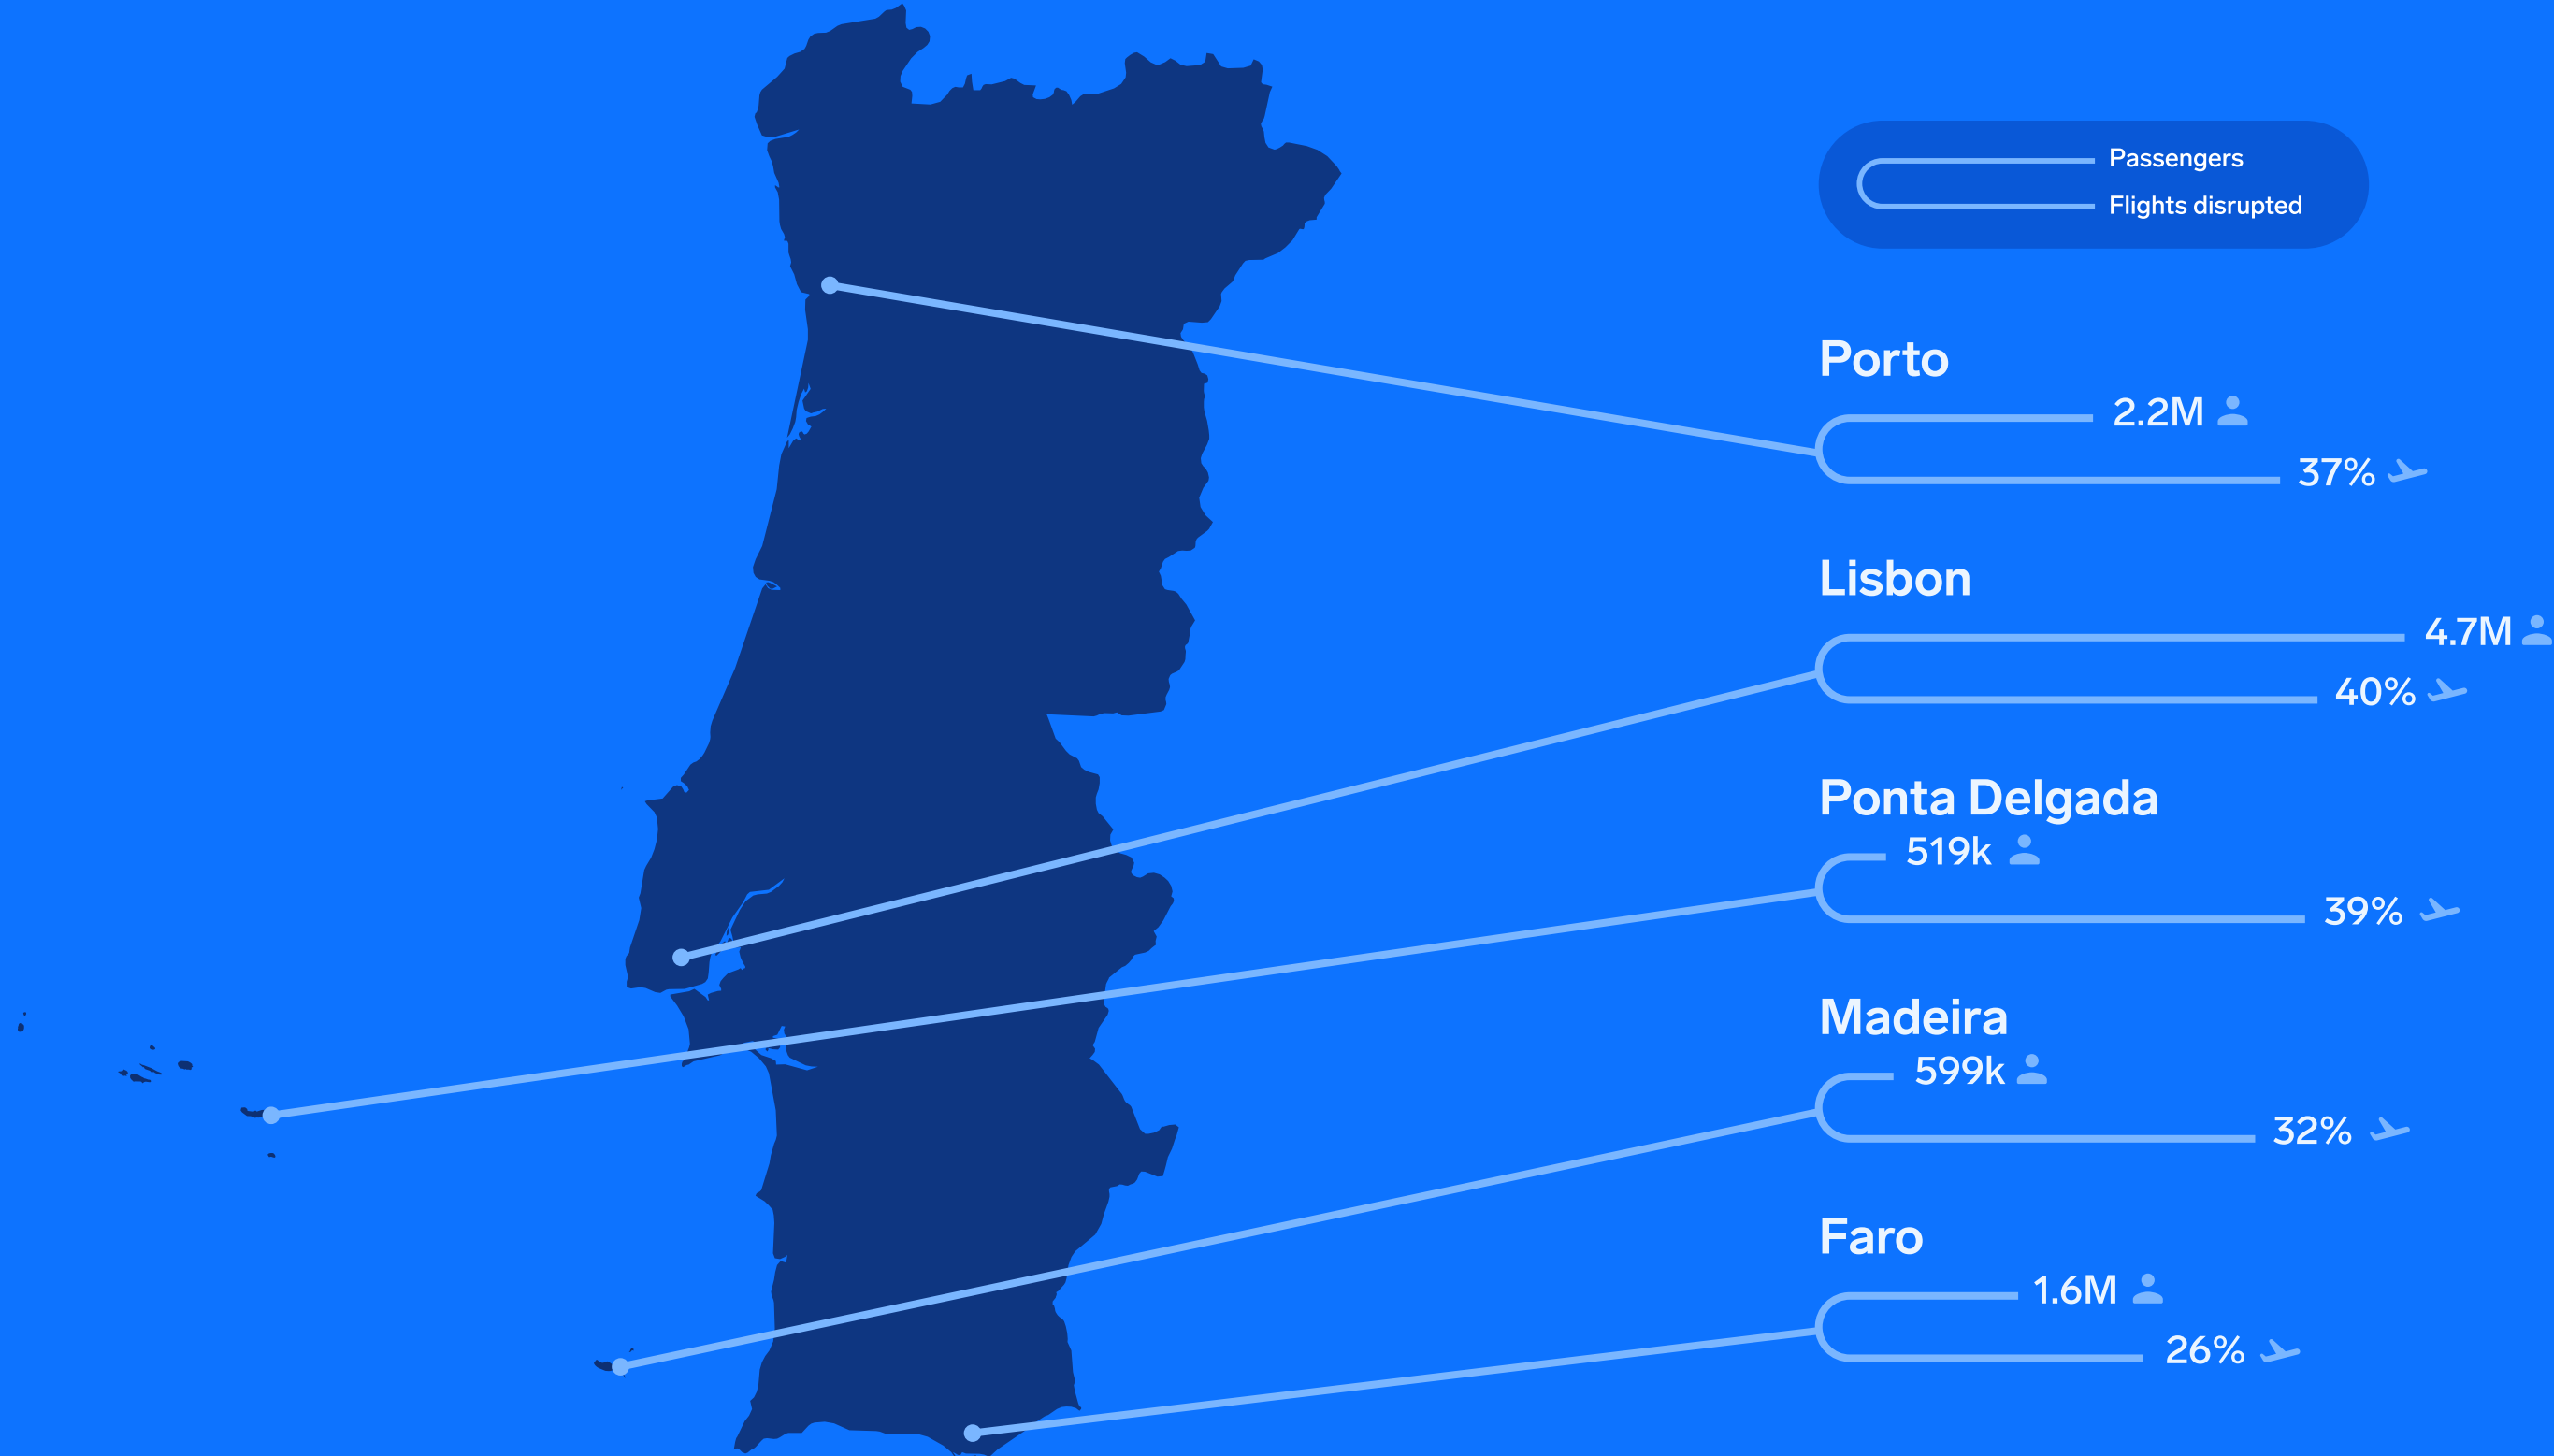 Passengers
Flights disrupted
Porto
2.2M
37%
Lisbon
4.7M
40%
Ponta Delgada
519k
39%
Madeira
599k
32%
Faro
1.6M
26%